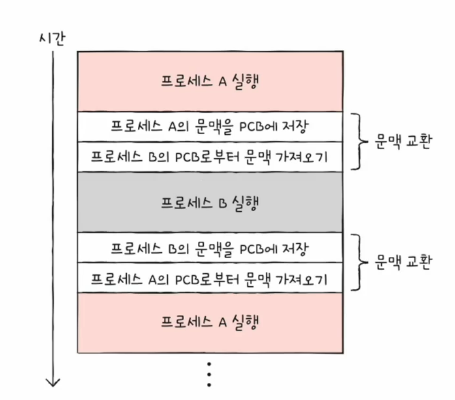 시간
프로세스 A 실행
프로세스 A의 문맥을 PCB에 저장
프로세스 B의 PCB로부터 문맥 가져오기
문맥 교환
프로세스 B 실행
프로세스 B의 문맥을 PCB에 저장
프로세스 A의 PCB로부터 문맥 가져오기
문맥 교환
프로세스 A 실행